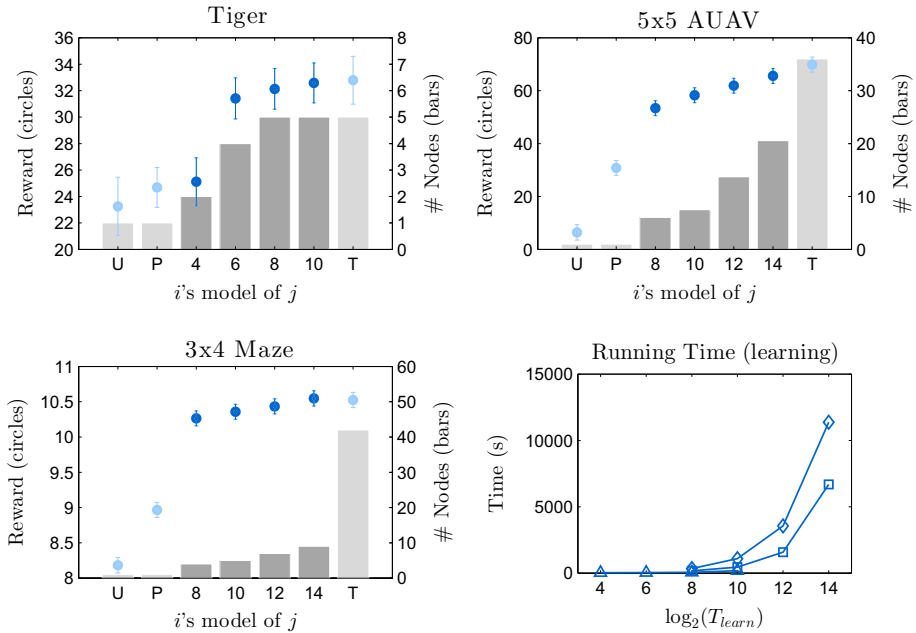 Tiger
36
34
32
30
28
26
24
22
20
8
7
6
5
4
3
2
1
0
Reward (circles)
# Nodes (bars)
U P 4 6 8 10 T
i's model of j
5x5 AUAV
80
60
40
20
0
40
30
20
10
0
Reward (circles)
# Nodes (bars)
U P 8 10 12 14 T
i's model of j
3x4 Maze
11
10.5
10
9.5
9
8.5
8
60
50
40
30
20
10
0
Reward (circles)
# Nodes (bars)
U P 8 10 12 14 T
i's model of j
Running Time (learning)
15000
10000
5000
0
Time (s)
4 6 8 10 12 14
log₂(T_learn)